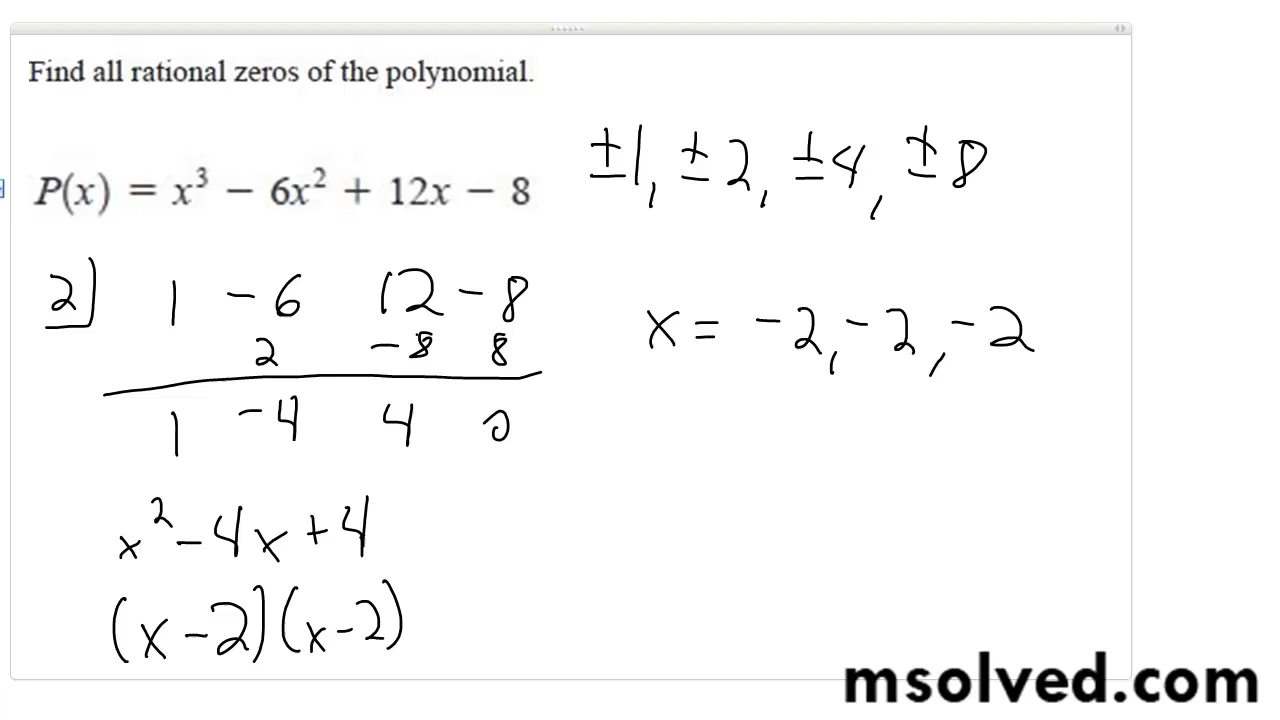 Find all rational zeros of the polynomial.
±1, ±2, ±4, ±8
P(x) = x³ − 6x² + 12x − 8
2) 1 −6 12 −8
2 −8 8
1 −4 4 0
x = −2, −2, −2
x² − 4x + 4
(x − 2)(x − 2)
msolved.com